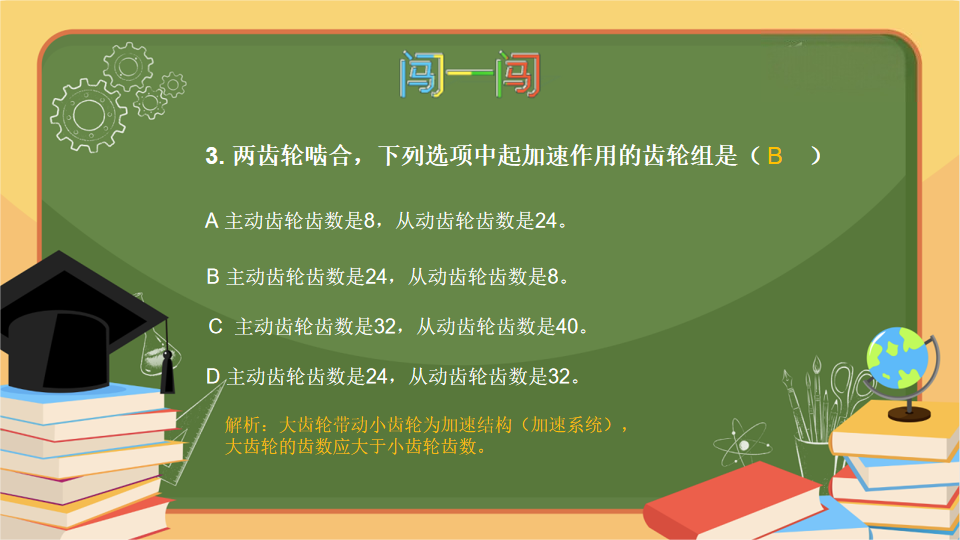 闯一闯
3. 两齿轮啮合，下列选项中起加速作用的齿轮组是（ B ）
A 主动齿轮齿数是8，从动齿轮齿数是24。
B 主动齿轮齿数是24，从动齿轮齿数是8。
C 主动齿轮齿数是32，从动齿轮齿数是40。
D 主动齿轮齿数是24，从动齿轮齿数是32。
解析：大齿轮带动小齿轮为加速结构（加速系统），
大齿轮的齿数应大于小齿轮齿数。